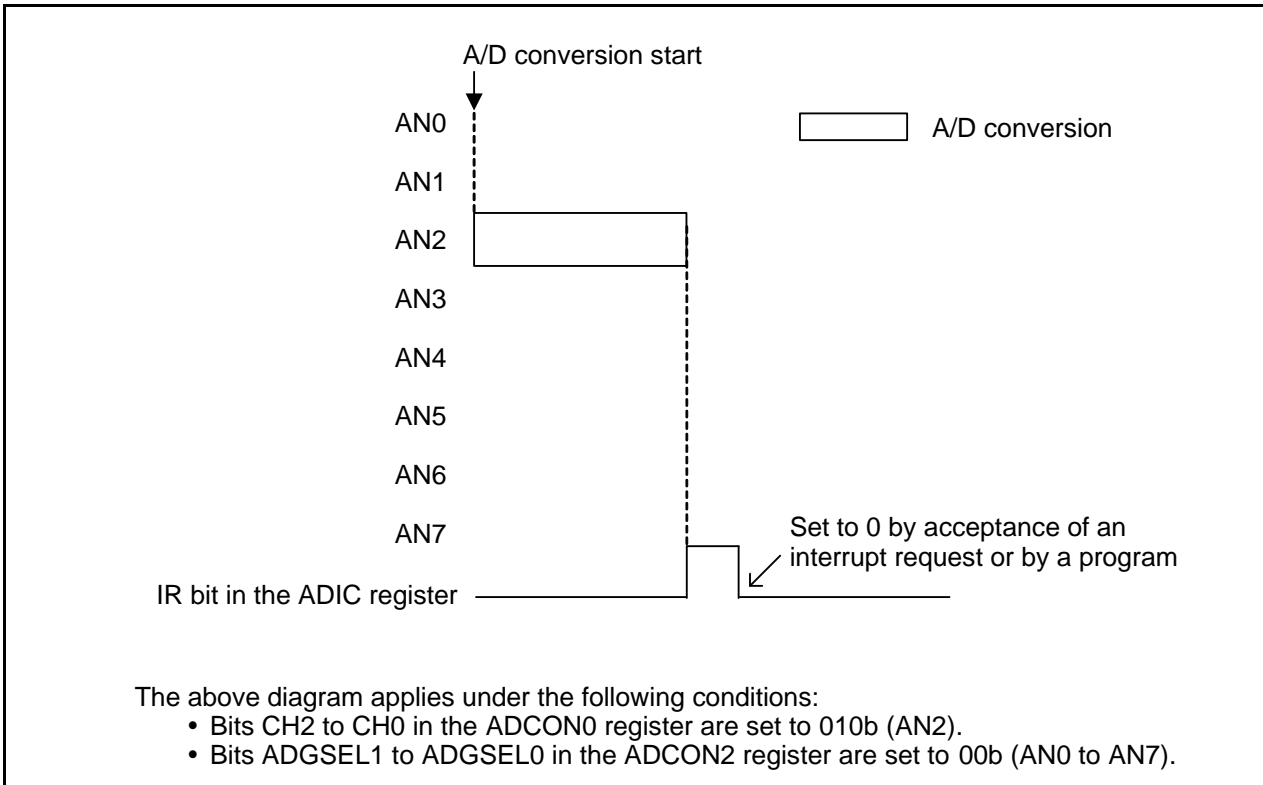 A/D conversion start
AN0
A/D conversion
AN1
AN2
AN3
AN4
AN5
AN6
AN7
Set to 0 by acceptance of an
interrupt request or by a program
IR bit in the ADIC register
The above diagram applies under the following conditions:
• Bits CH2 to CH0 in the ADCON0 register are set to 010b (AN2).
• Bits ADGSEL1 to ADGSEL0 in the ADCON2 register are set to 00b (AN0 to AN7).